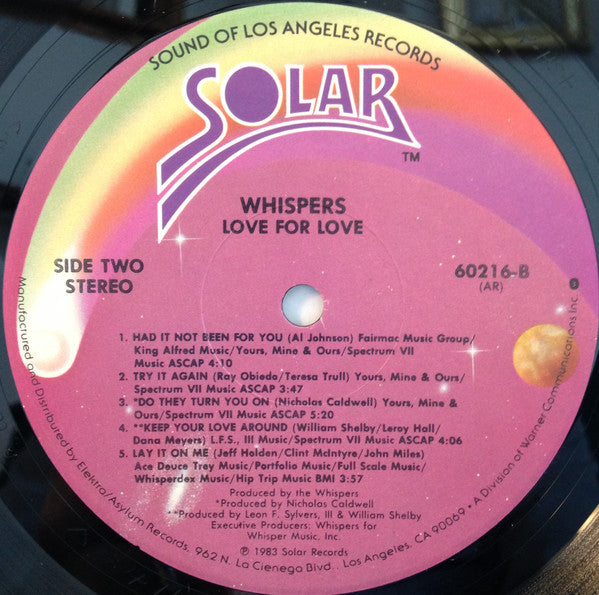 SOUND OF LOS ANGELES RECORDS
SOLAR
TM
WHISPERS
LOVE FOR LOVE
SIDE TWO
STEREO
60216-B
(AR)
1. HAD IT NOT BEEN FOR YOU (Al Johnson) Fairmac Music Group/
King Alfred Music/Yours, Mine & Ours/Spectrum VII
Music ASCAP 4:10
2. TRY IT AGAIN (Ray Obiedo/Teresa Trull) Yours, Mine & Ours/
Spectrum VII Music ASCAP 3:47
3. *DO THEY TURN YOU ON (Nicholas Caldwell) Yours, Mine &
Ours/Spectrum VII Music ASCAP 5:20
4. **KEEP YOUR LOVE AROUND (William Shelby/Leroy Hall/
Dana Meyers) L.F.S., III Music/Spectrum VII Music ASCAP 4:06
5. LAY IT ON ME (Jeff Holden/Clint McIntyre/John Miles)
Ace Deuce Trey Music/Portfolio Music/Full Scale Music/
Whisperdex Music/Hip Trip Music BMI 3:57
Produced by the Whispers
*Produced by Nicholas Caldwell
**Produced by Leon F. Sylvers, III & William Shelby
Executive Producers: Whispers for
Whisper Music, Inc.
℗ 1983 Solar Records
Manufactured and Distributed by Elektra/Asylum Records, 962 N. La Cienega Blvd., Los Angeles, CA 90069 • A Division of Warner Communications Inc.
0